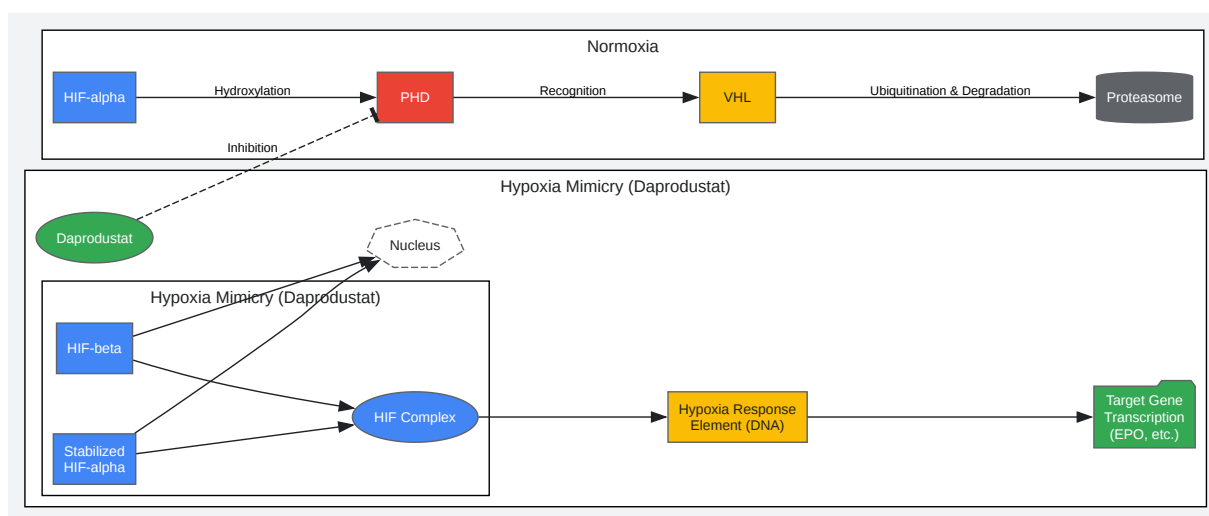 Normoxia
HIF-alpha
Hydroxylation
PHD
Recognition
VHL
Ubiquitination & Degradation
Proteasome
Inhibition
Hypoxia Mimicry (Daprodustat)
Daprodustat
Nucleus
Hypoxia Mimicry (Daprodustat)
HIF-beta
HIF Complex
Stabilized
HIF-alpha
Hypoxia Response
Element (DNA)
Target Gene
Transcription
(EPO, etc.)